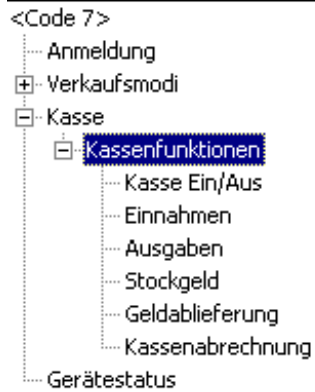 <Code 7>
Anmeldung
Verkaufsmodi
Kasse
Kassenfunktionen
Kasse Ein/Aus
Einnahmen
Ausgaben
Stockgeld
Geldablieferung
Kassenabrechnung
Gerätestatus